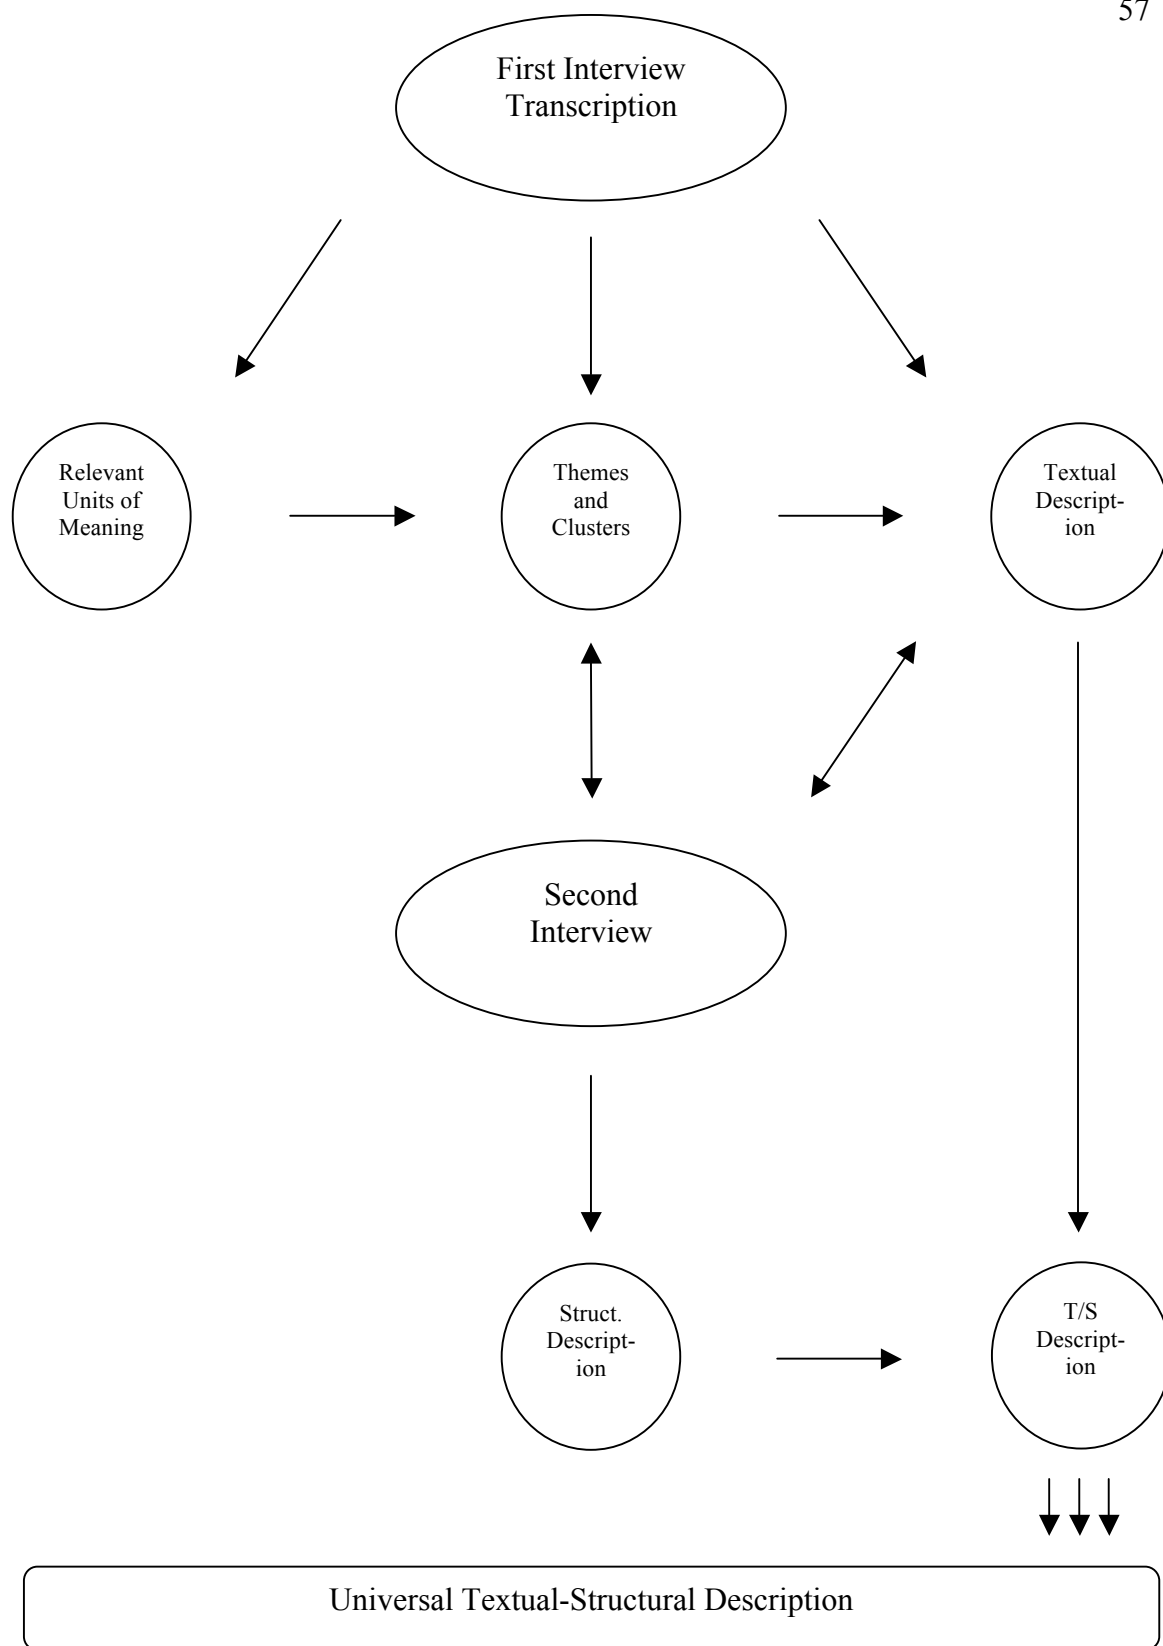 57
First Interview
Transcription
Relevant
Units of
Meaning
Themes
and
Clusters
Textual
Descript-
ion
Second
Interview
Struct.
Descript-
ion
T/S
Descript-
ion
Universal Textual-Structural Description